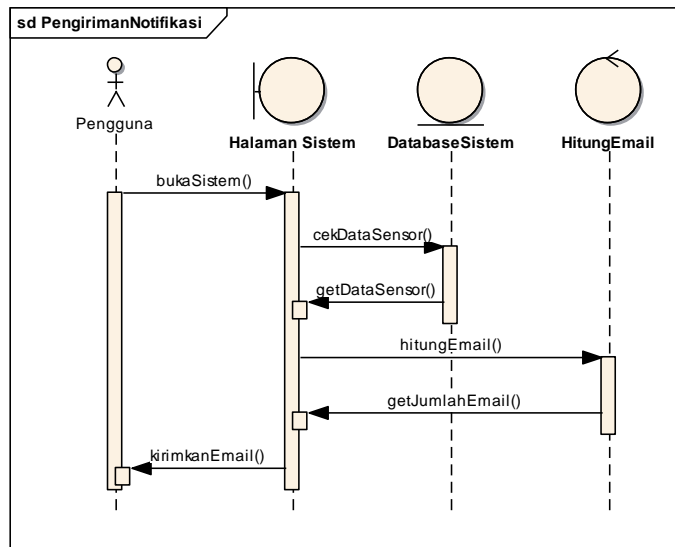 sd PengirimanNotifikasi
Pengguna
Halaman Sistem
DatabaseSistem
HitungEmail
bukaSistem()
cekDataSensor()
getDataSensor()
hitungEmail()
getJumlahEmail()
kirimkanEmail()